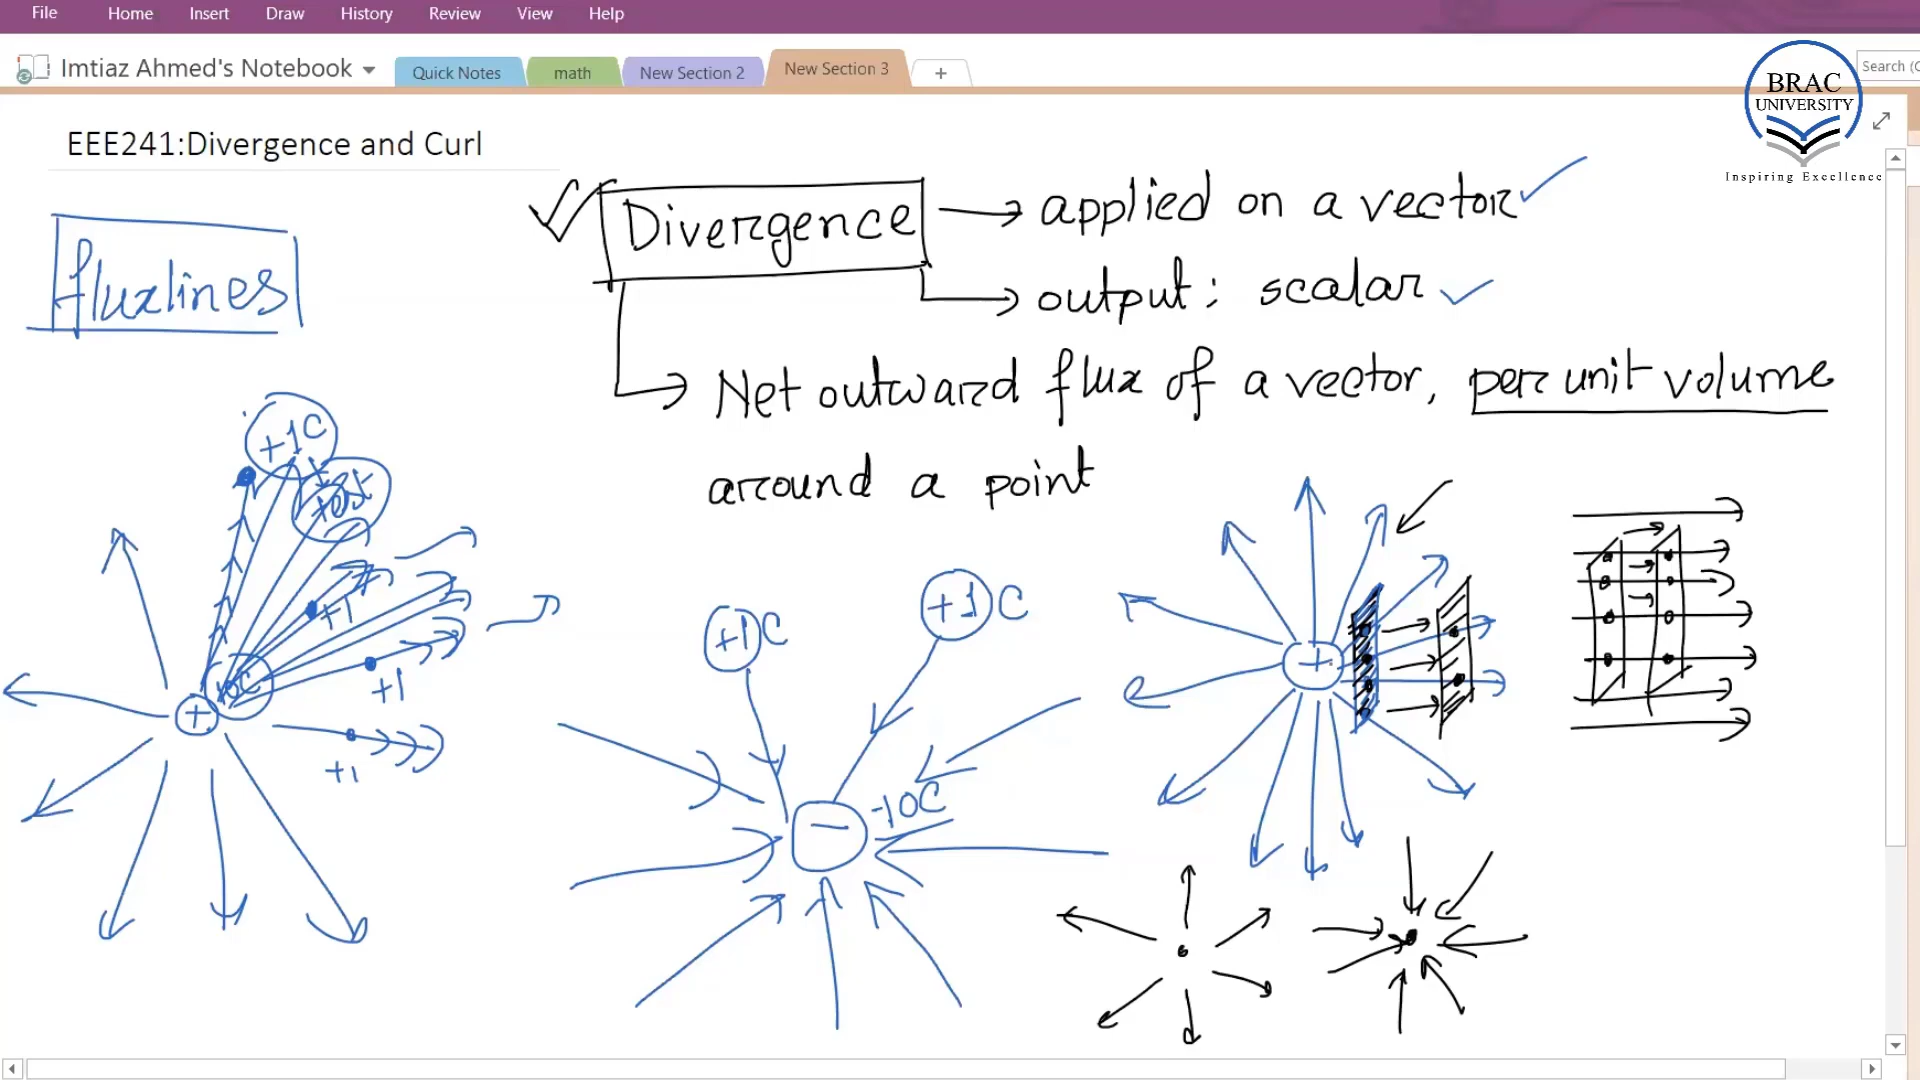 File Home Insert Draw History Review View Help
Imtiaz Ahmed's Notebook Quick Notes math New Section 2 New Section 3 +
Search (C
BRAC
UNIVERSITY
Inspiring Excellence
EEE241:Divergence and Curl
Divergence → applied on a vector
→ output: scalar
→ Net outward flux of a vector, per unit volume
around a point
fluxlines
+1C
+1
+1
+1
+
+1C
+1C
-10C
−
+